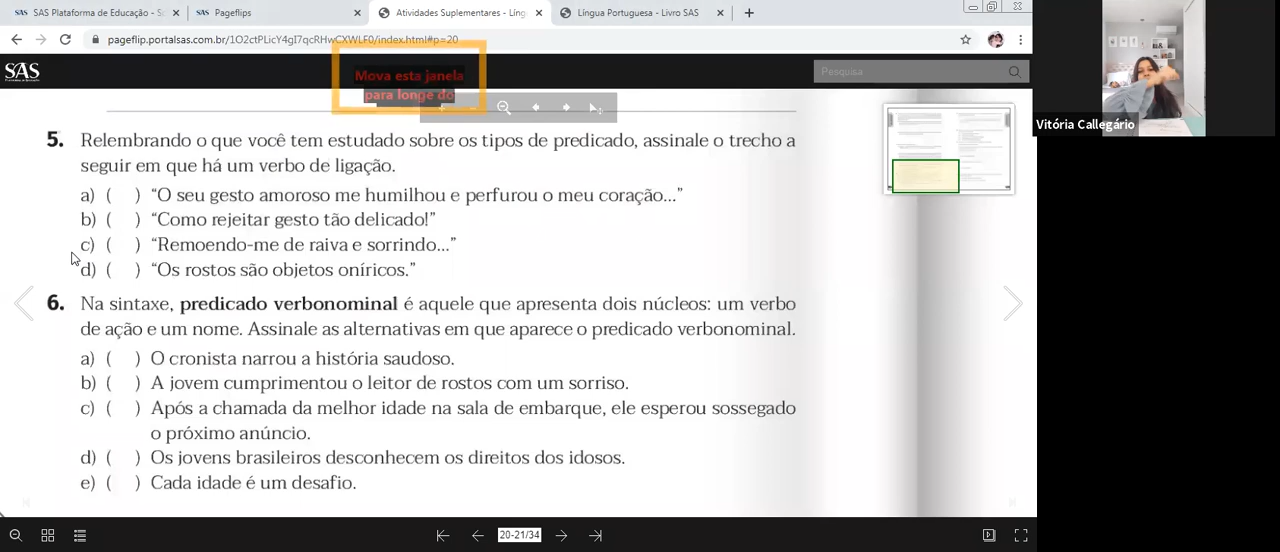 SAS Plataforma de Educação - S
Pageflips
Atividades Suplementares - Líng
Língua Portuguesa - Livro SAS
pageflip.portalsas.com.br/1O2ctPLicY4qI7qcRHwCXWLF0/index.html#p=20
SAS
Mova esta janela
para longe do
Pesquisa
Vitória Callegário
5. Relembrando o que você tem estudado sobre os tipos de predicado, assinale o trecho a
seguir em que há um verbo de ligação.
a) ( ) “O seu gesto amoroso me humilhou e perfurou o meu coração...”
b) ( ) “Como rejeitar gesto tão delicado!”
c) ( ) “Remoendo-me de raiva e sorrindo...”
d) ( ) “Os rostos são objetos oníricos.”
6. Na sintaxe, predicado verbonominal é aquele que apresenta dois núcleos: um verbo
de ação e um nome. Assinale as alternativas em que aparece o predicado verbonominal.
a) ( ) O cronista narrou a história saudoso.
b) ( ) A jovem cumprimentou o leitor de rostos com um sorriso.
c) ( ) Após a chamada da melhor idade na sala de embarque, ele esperou sossegado
o próximo anúncio.
d) ( ) Os jovens brasileiros desconhecem os direitos dos idosos.
e) ( ) Cada idade é um desafio.
20-21/34